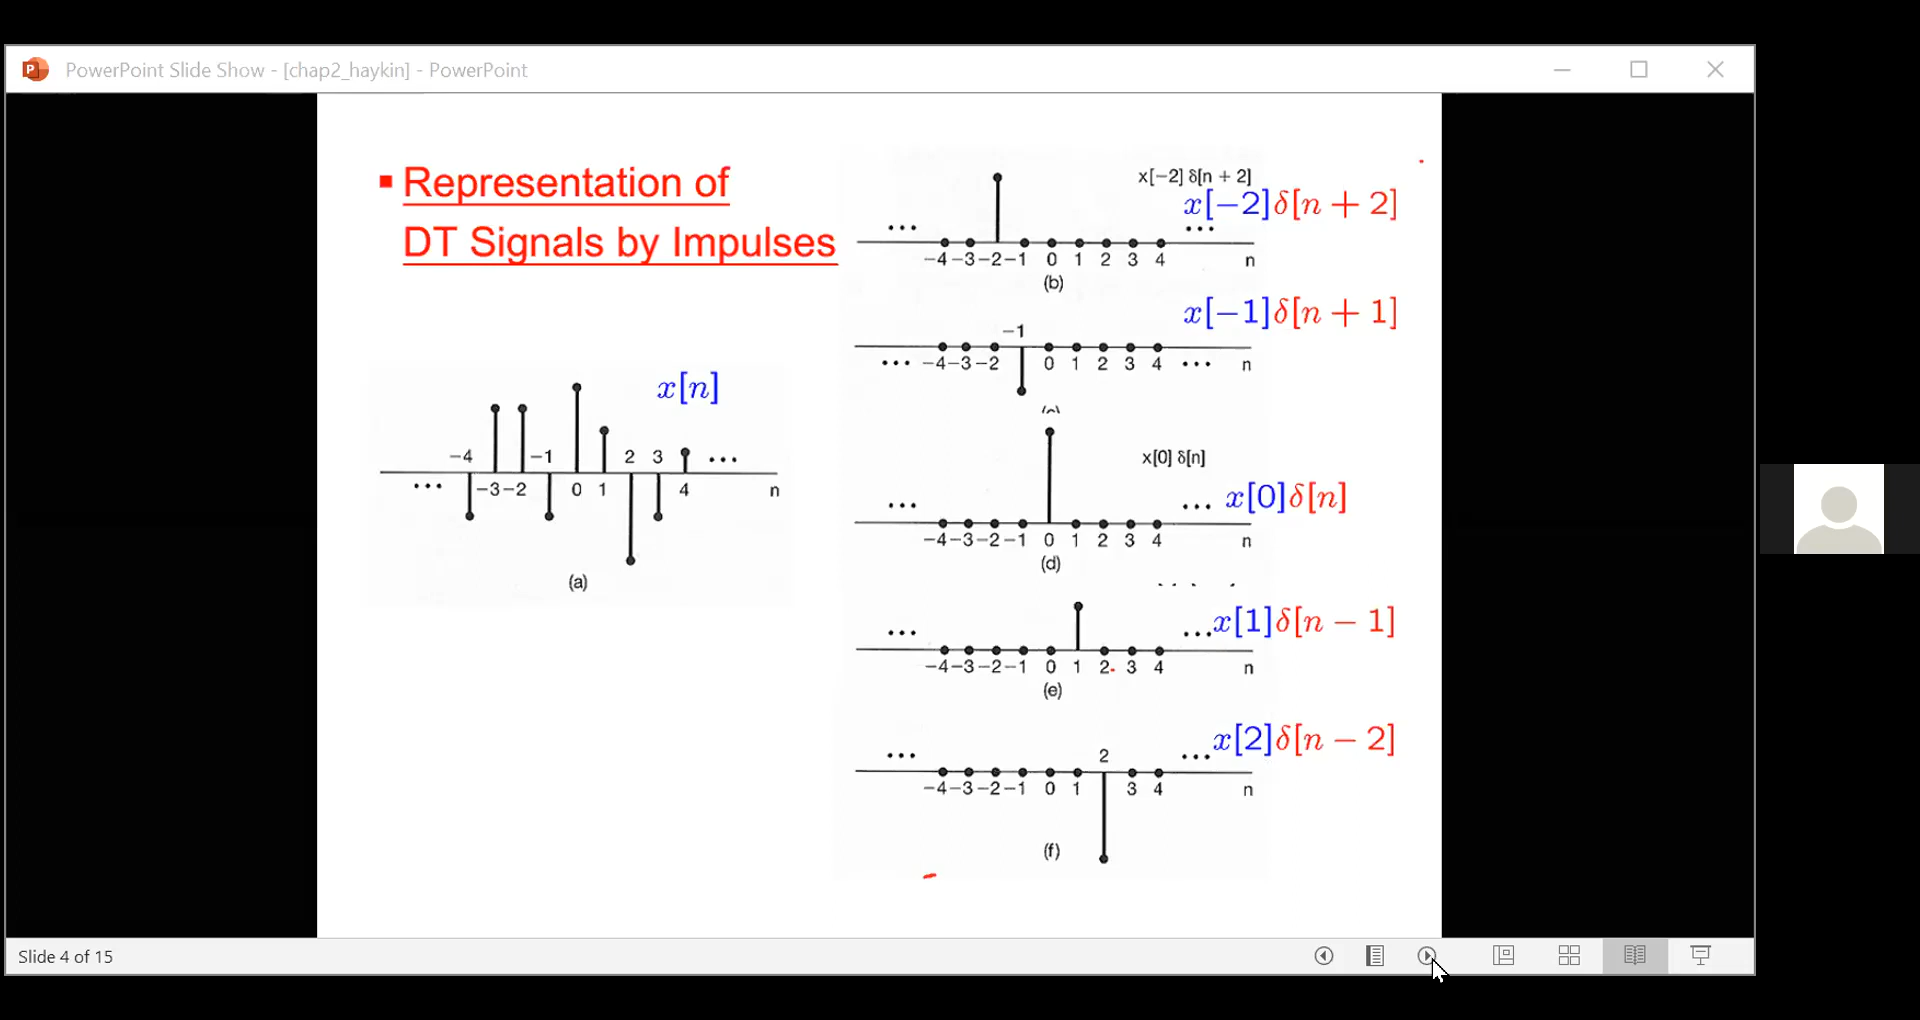 PowerPoint Slide Show - [chap2_haykin] - PowerPoint
Representation of
DT Signals by Impulses
x[n]
−4 −1 2 3 ...
... −3 −2 0 1 4 n
(a)
x[−2] δ[n + 2]
x[−2]δ[n + 2]
... ...
−4 −3 −2 −1 0 1 2 3 4 n
(b)
x[−1]δ[n + 1]
−1
... −4 −3 −2 0 1 2 3 4 ... n
x[0] δ[n]
... ... x[0]δ[n]
−4 −3 −2 −1 0 1 2 3 4 n
(d)
... ... x[1]δ[n − 1]
−4 −3 −2 −1 0 1 2 3 4 n
(e)
... 2 ... x[2]δ[n − 2]
−4 −3 −2 −1 0 1 3 4 n
(f)
Slide 4 of 15